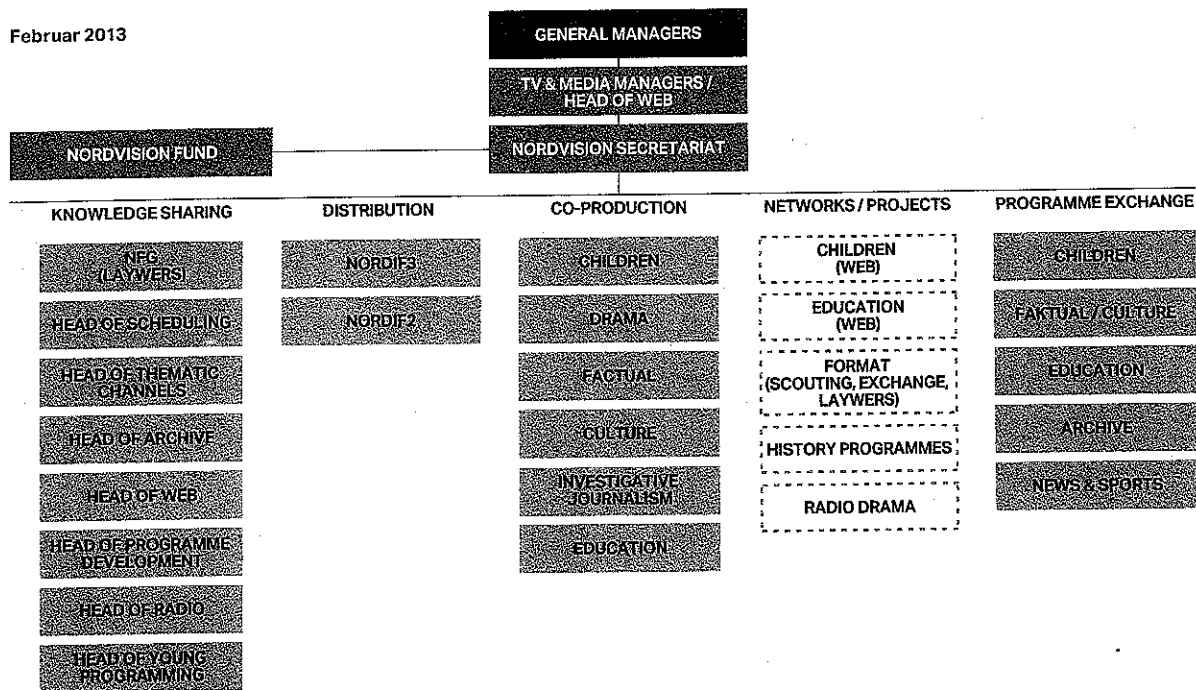 Februar 2013
GENERAL MANAGERS
TV & MEDIA MANAGERS /
HEAD OF WEB
NORDVISION FUND
NORDVISION SECRETARIAT
KNOWLEDGE SHARING
NFG
(LAYWERS)
HEAD OF SCHEDULING
HEAD OF THEMATIC
CHANNELS
HEAD OF ARCHIVE
HEAD OF WEB
HEAD OF PROGRAMME
DEVELOPMENT
HEAD OF RADIO
HEAD OF YOUNG
PROGRAMMING
DISTRIBUTION
NORDIF3
NORDIF2
CO-PRODUCTION
CHILDREN
DRAMA
FACTUAL
CULTURE
INVESTIGATIVE
JOURNALISM
EDUCATION
NETWORKS / PROJECTS
CHILDREN
(WEB)
EDUCATION
(WEB)
FORMAT
(SCOUTING, EXCHANGE,
LAYWERS)
HISTORY PROGRAMMES
RADIO DRAMA
PROGRAMME EXCHANGE
CHILDREN
FAKTUAL / CULTURE
EDUCATION
ARCHIVE
NEWS & SPORTS